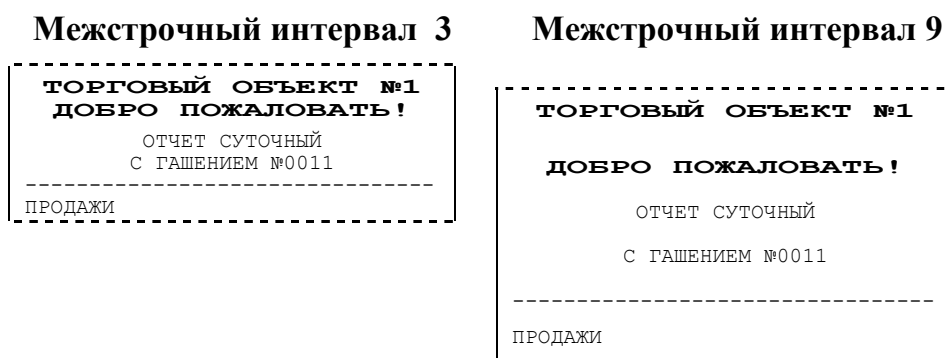 Межстрочный интервал 3
ТОРГОВЫЙ ОБЪЕКТ №1
ДОБРО ПОЖАЛОВАТЬ!
ОТЧЕТ СУТОЧНЫЙ
С ГАШЕНИЕМ №0011
--------------------------------
ПРОДАЖИ
Межстрочный интервал 9
ТОРГОВЫЙ ОБЪЕКТ №1
ДОБРО ПОЖАЛОВАТЬ!
ОТЧЕТ СУТОЧНЫЙ
С ГАШЕНИЕМ №0011
--------------------------------
ПРОДАЖИ